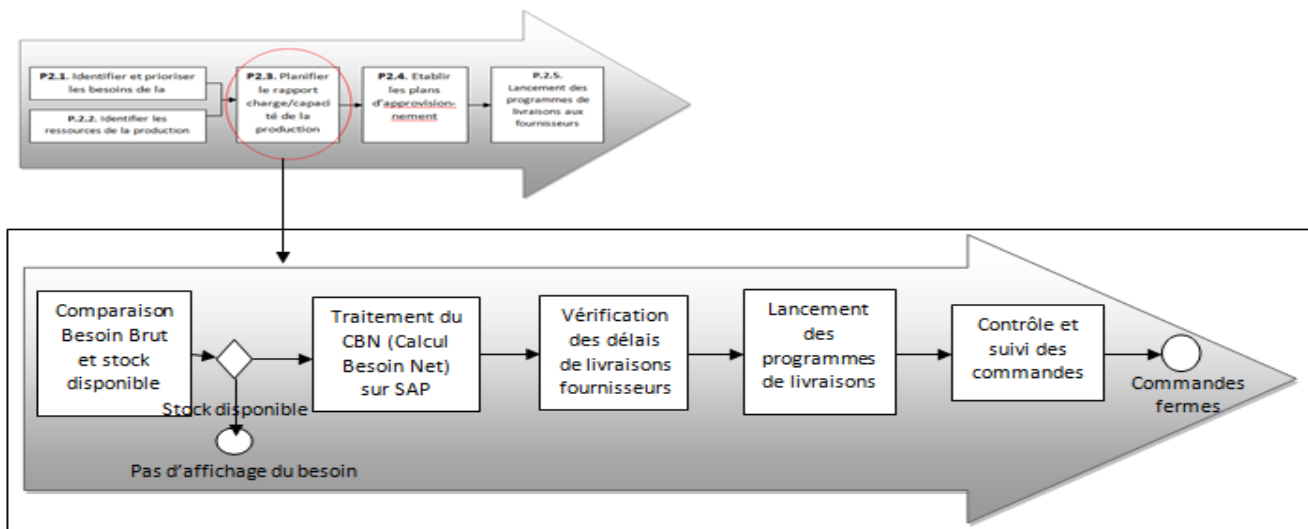 P2.1. Identifier et prioriser
les besoins de la
P.2.2. Identifier les
ressources de la production
P2.3. Planifier
le rapport
charge/capaci
té de la
production
P2.4. Etablir
les plans
d'approvision-
nement
P.2.5.
Lancement des
programmes de
livraisons aux
fournisseurs
Comparaison
Besoin Brut
et stock
disponible
Stock disponible
Pas d'affichage du besoin
Traitement du
CBN (Calcul
Besoin Net)
sur SAP
Vérification
des délais
de livraisons
fournisseurs
Lancement
des
programmes
de livraisons
Contrôle et
suivi des
commandes
Commandes
fermes